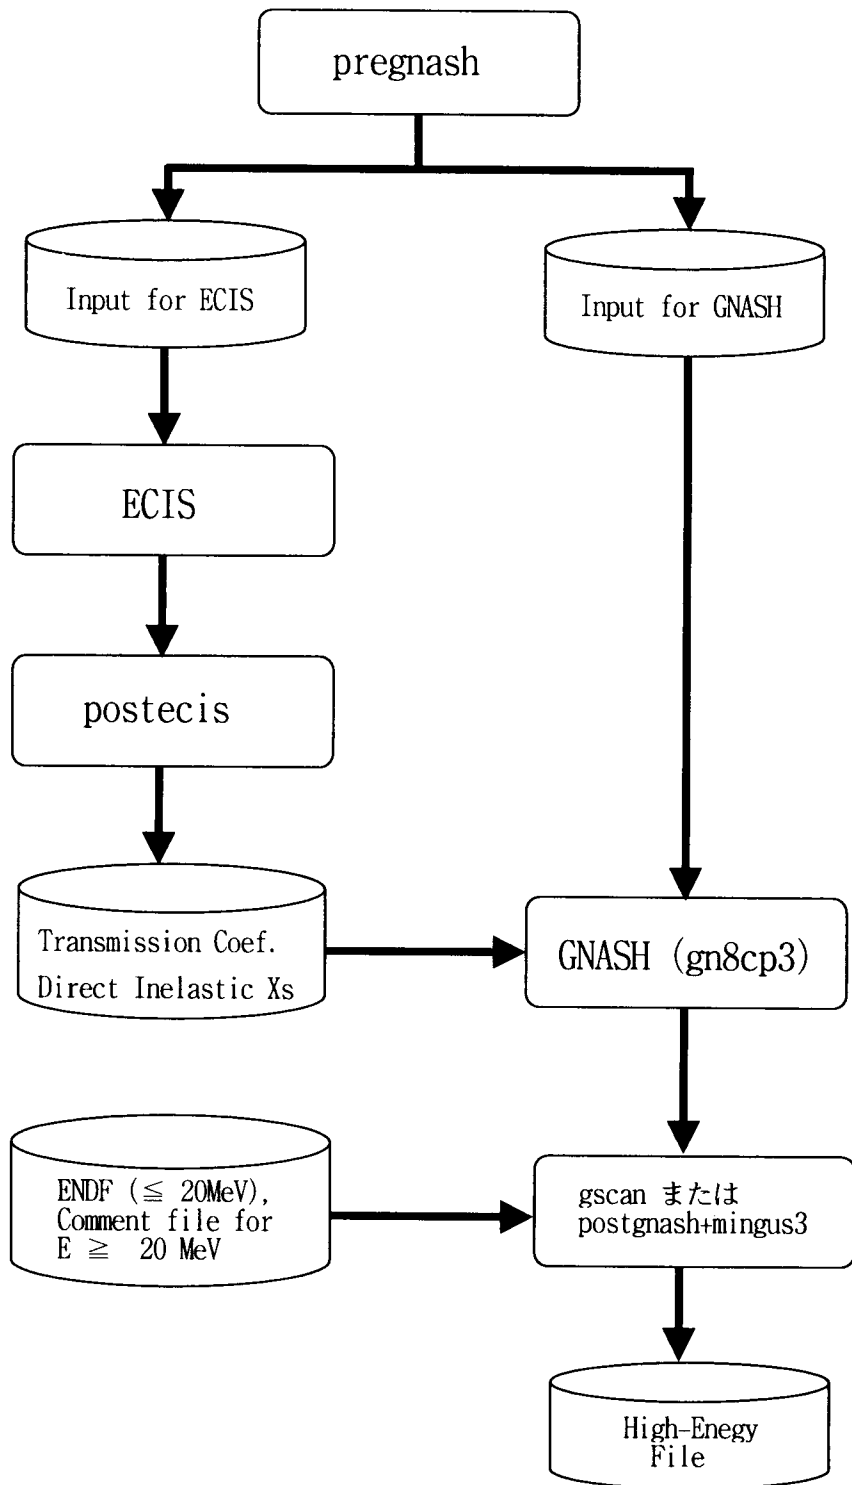 pregnash
Input for ECIS
Input for GNASH
ECIS
postecis
Transmission Coef.
Direct Inelastic Xs
GNASH (gn8cp3)
ENDF (≦ 20MeV),
Comment file for
E ≧ 20 MeV
gscan または
postgnash+mingus3
High-Enegy
File